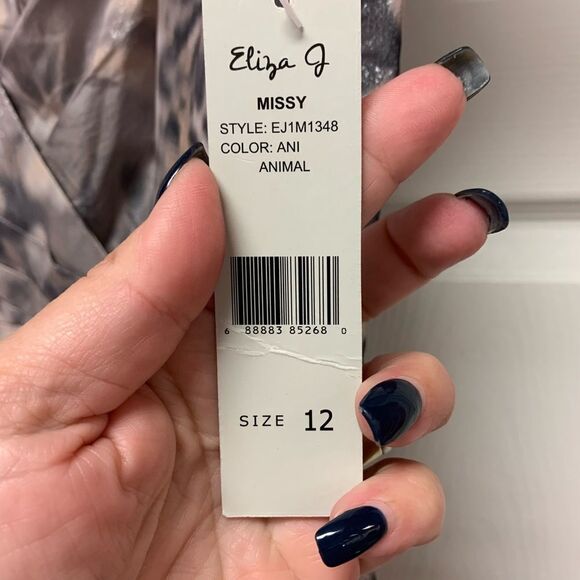 Eliza J
MISSY
STYLE: EJ1M1348
COLOR: ANI
ANIMAL
6 88883 85268 0
SIZE 12